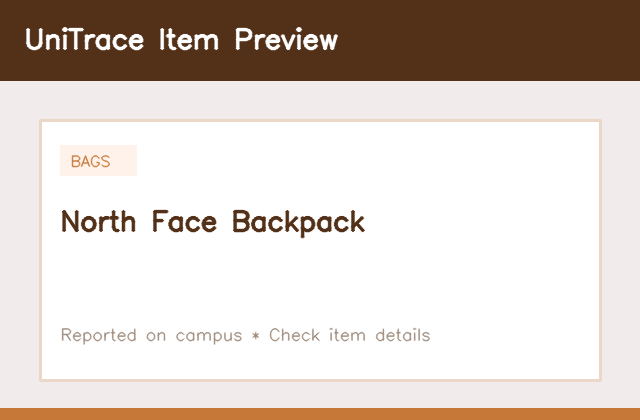 UniTrace Item Preview
BAGS
North Face Backpack
Reported on campus * Check item details